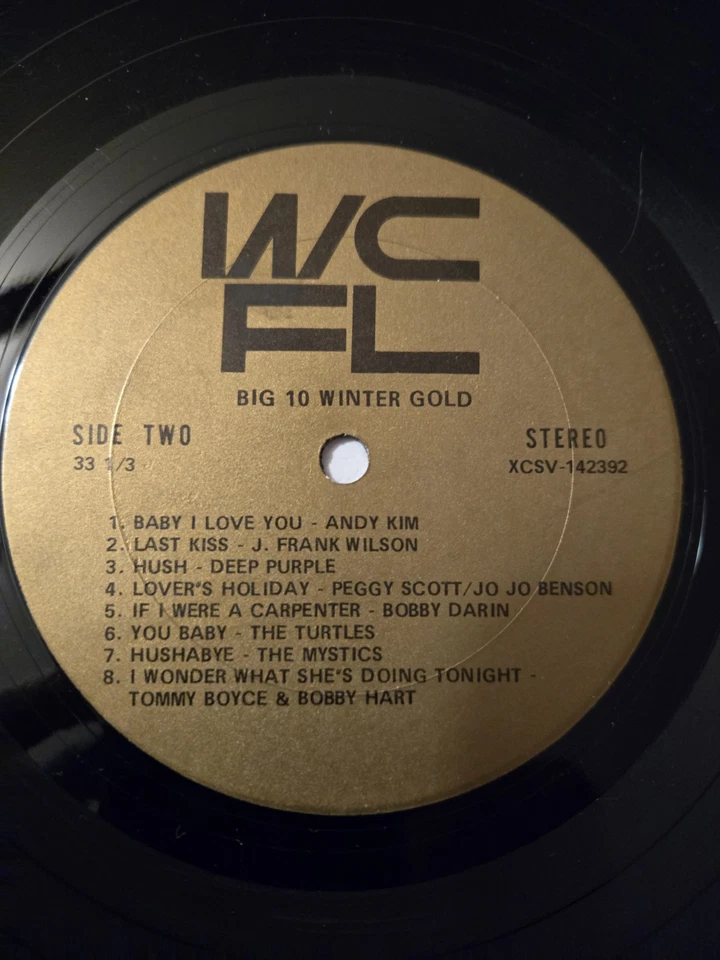 WC
FL
BIG 10 WINTER GOLD
SIDE TWO
STEREO
33 1/3
XCSV-142392
1. BABY I LOVE YOU - ANDY KIM
2. LAST KISS - J. FRANK WILSON
3. HUSH - DEEP PURPLE
4. LOVER"S HOLIDAY - PEGGY SCOTT/JO JO BENSON
5. IF I WERE A CARPENTER - BOBBY DARIN
6. YOU BABY - THE TURTLES
7. HUSHABYE - THE MYSTICS
8. I WONDER WHAT SHE"S DOING TONIGHT -
TOMMY BOYCE & BOBBY HART